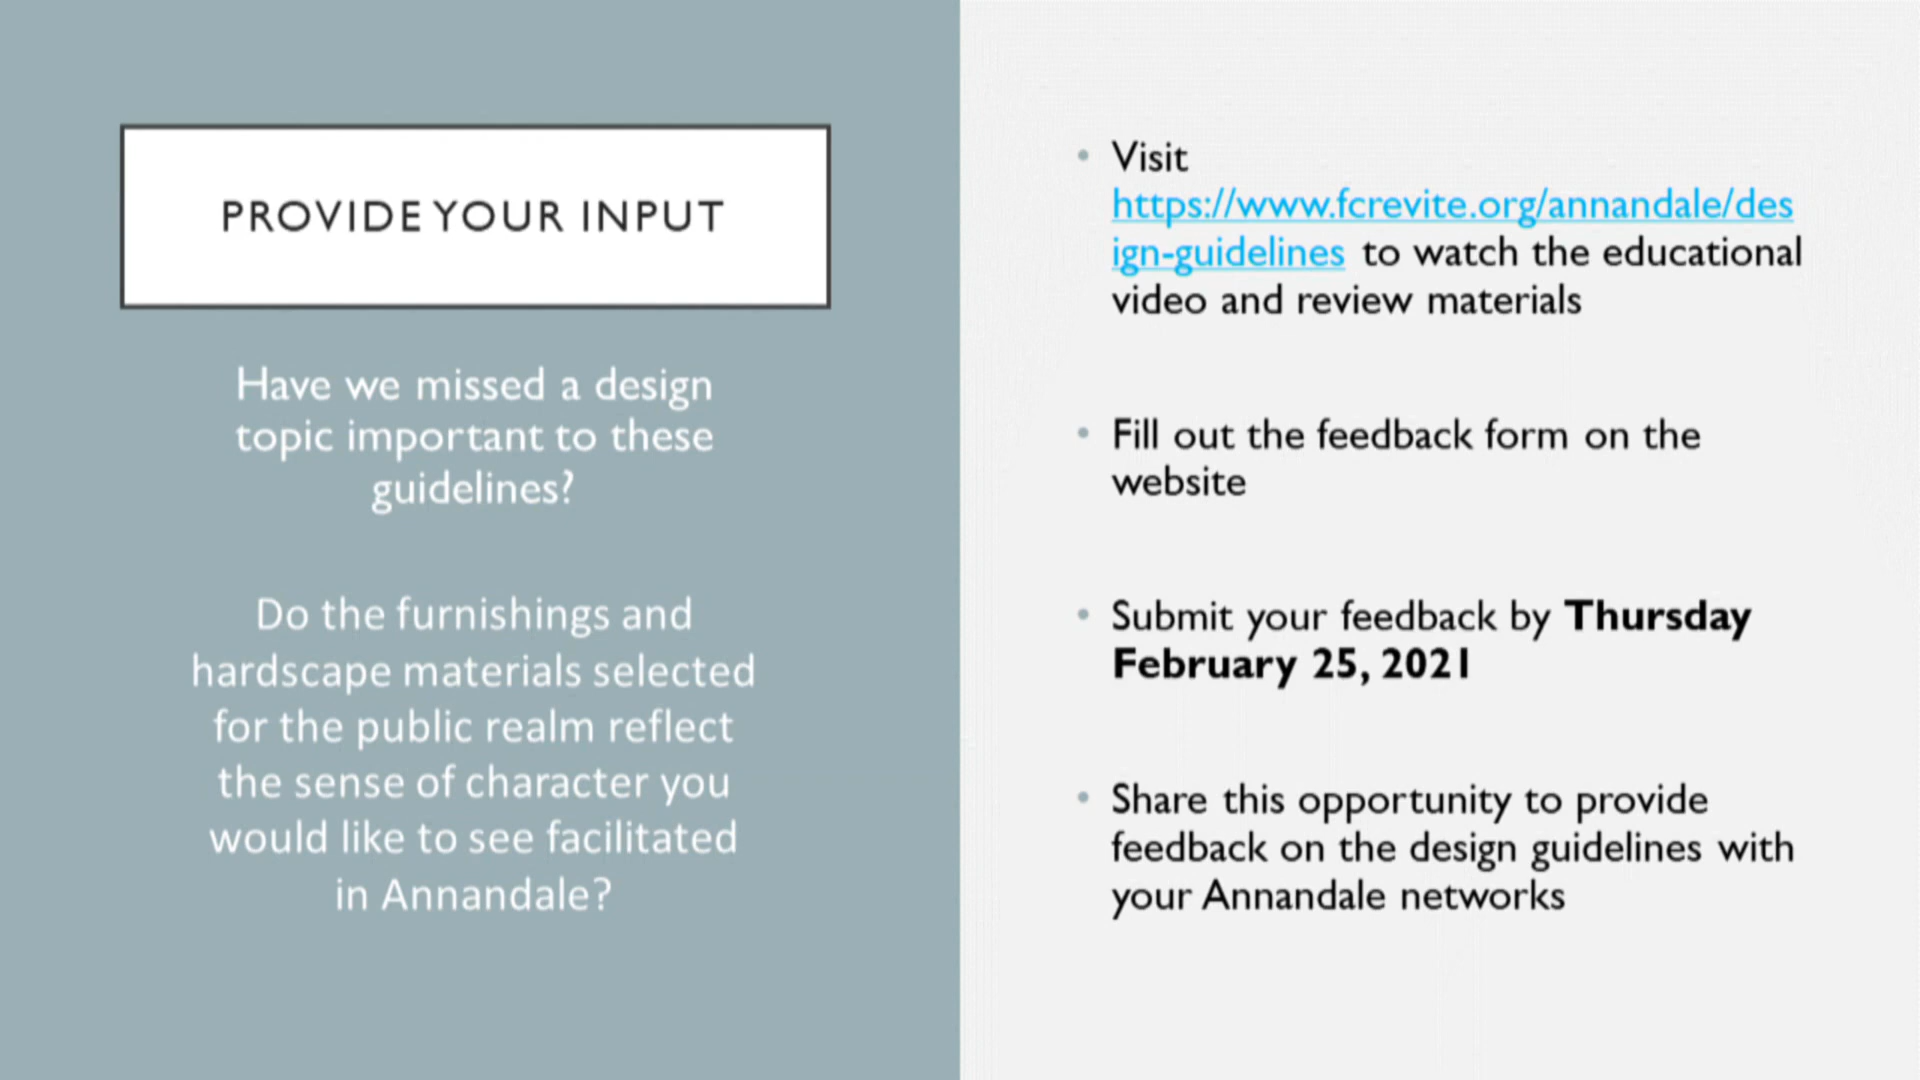 PROVIDE YOUR INPUT
Have we missed a design
topic important to these
guidelines?
Do the furnishings and
hardscape materials selected
for the public realm reflect
the sense of character you
would like to see facilitated
in Annandale?
• Visit
https://www.fcrevite.org/annandale/des
ign-guidelines to watch the educational
video and review materials
• Fill out the feedback form on the
website
• Submit your feedback by Thursday
February 25, 2021
• Share this opportunity to provide
feedback on the design guidelines with
your Annandale networks